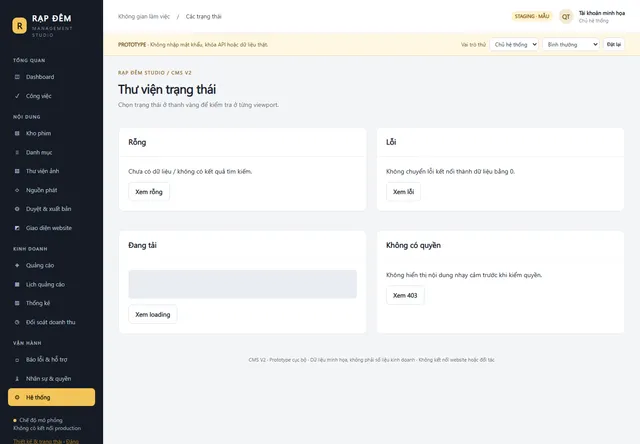 R
RẠP ĐÊM
MANAGEMENT
STUDIO
TỔNG QUAN
Dashboard
Công việc
NỘI DUNG
Kho phim
Danh mục
Thư viện ảnh
Nguồn phát
Duyệt & xuất bản
Giao diện website
KINH DOANH
Quảng cáo
Lịch quảng cáo
Thống kê
Đối soát doanh thu
VẬN HÀNH
Báo lỗi & hỗ trợ
Nhân sự & quyền
Hệ thống
Chế độ mô phỏng
Không có kết nối production
Thiết kế & trạng thái · Đăng
Không gian làm việc / Các trạng thái
STAGING · MẪU
QT
Tài khoản minh họa
Chủ hệ thống
PROTOTYPE · Không nhập mật khẩu, khóa API hoặc dữ liệu thật.
Vai trò thử
Chủ hệ thống
Bình thường
Đặt lại
RẠP ĐÊM STUDIO / CMS V2
Thư viện trạng thái
Chọn trạng thái ở thanh vàng để kiểm tra ở từng viewport.
Rỗng
Chưa có dữ liệu / không có kết quả tìm kiếm.
Xem rỗng
Lỗi
Không chuyển lỗi kết nối thành dữ liệu bằng 0.
Xem lỗi
Đang tải
Xem loading
Không có quyền
Không hiển thị nội dung nhạy cảm trước khi kiểm quyền.
Xem 403
CMS V2 · Prototype cục bộ · Dữ liệu minh họa, không phải số liệu kinh doanh · Không kết nối website hoặc đối tác.